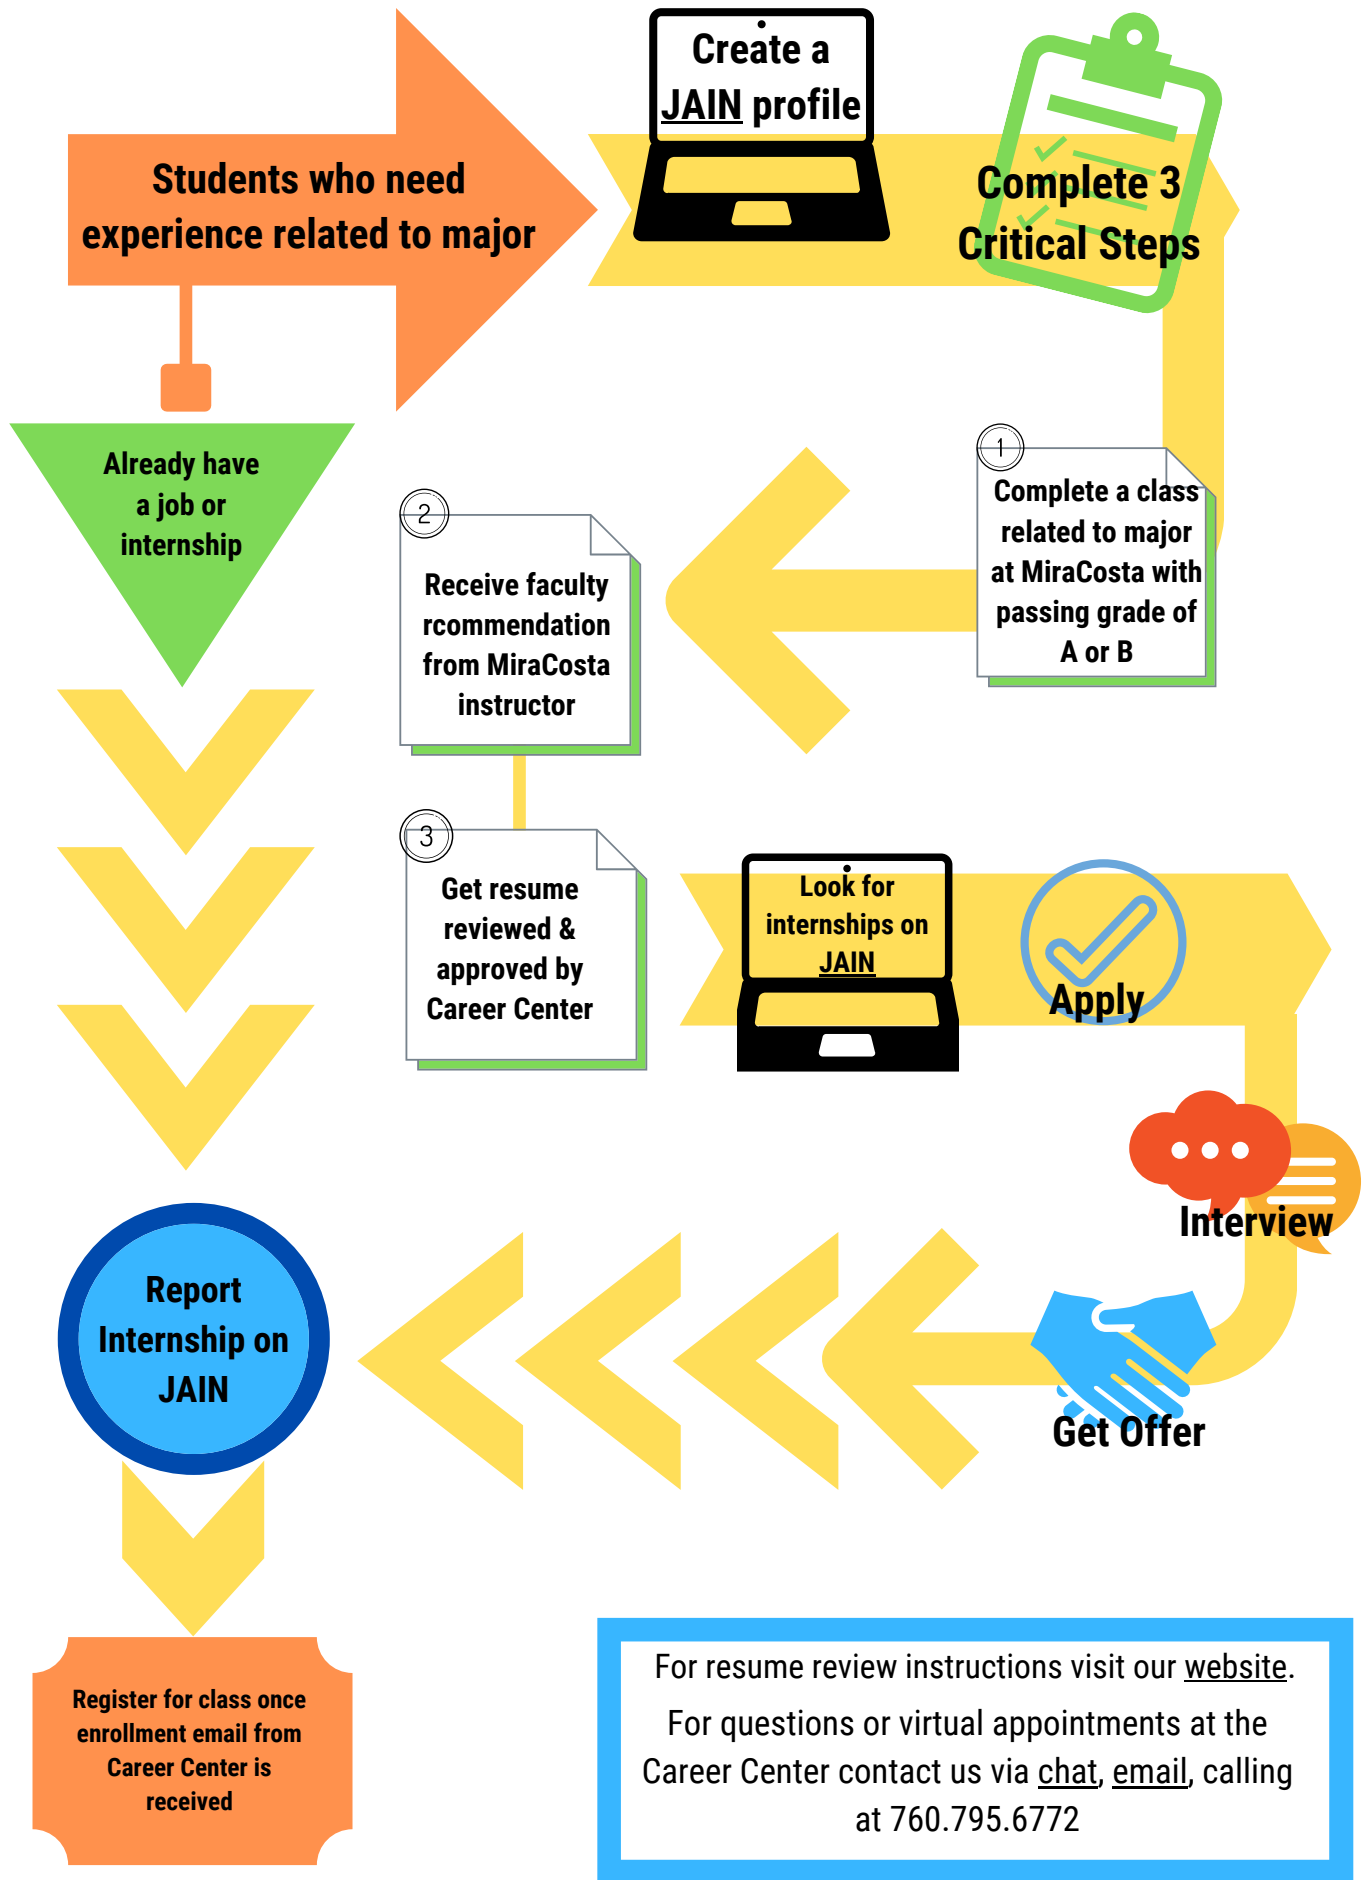 Create a
JAIN profile
Students who need
experience related to major
Complete 3
Critical Steps
Already have
a job or
internship
1
Complete a class
related to major
at MiraCosta with
passing grade of
A or B
2
Receive faculty
rcommendation
from MiraCosta
instructor
3
Get resume
reviewed &
approved by
Career Center
Look for
internships on
JAIN
Apply
Interview
Get Offer
Report
Internship on
JAIN
Register for class once
enrollment email from
Career Center is
received
For resume review instructions visit our website.
For questions or virtual appointments at the
Career Center contact us via chat, email, calling
at 760.795.6772